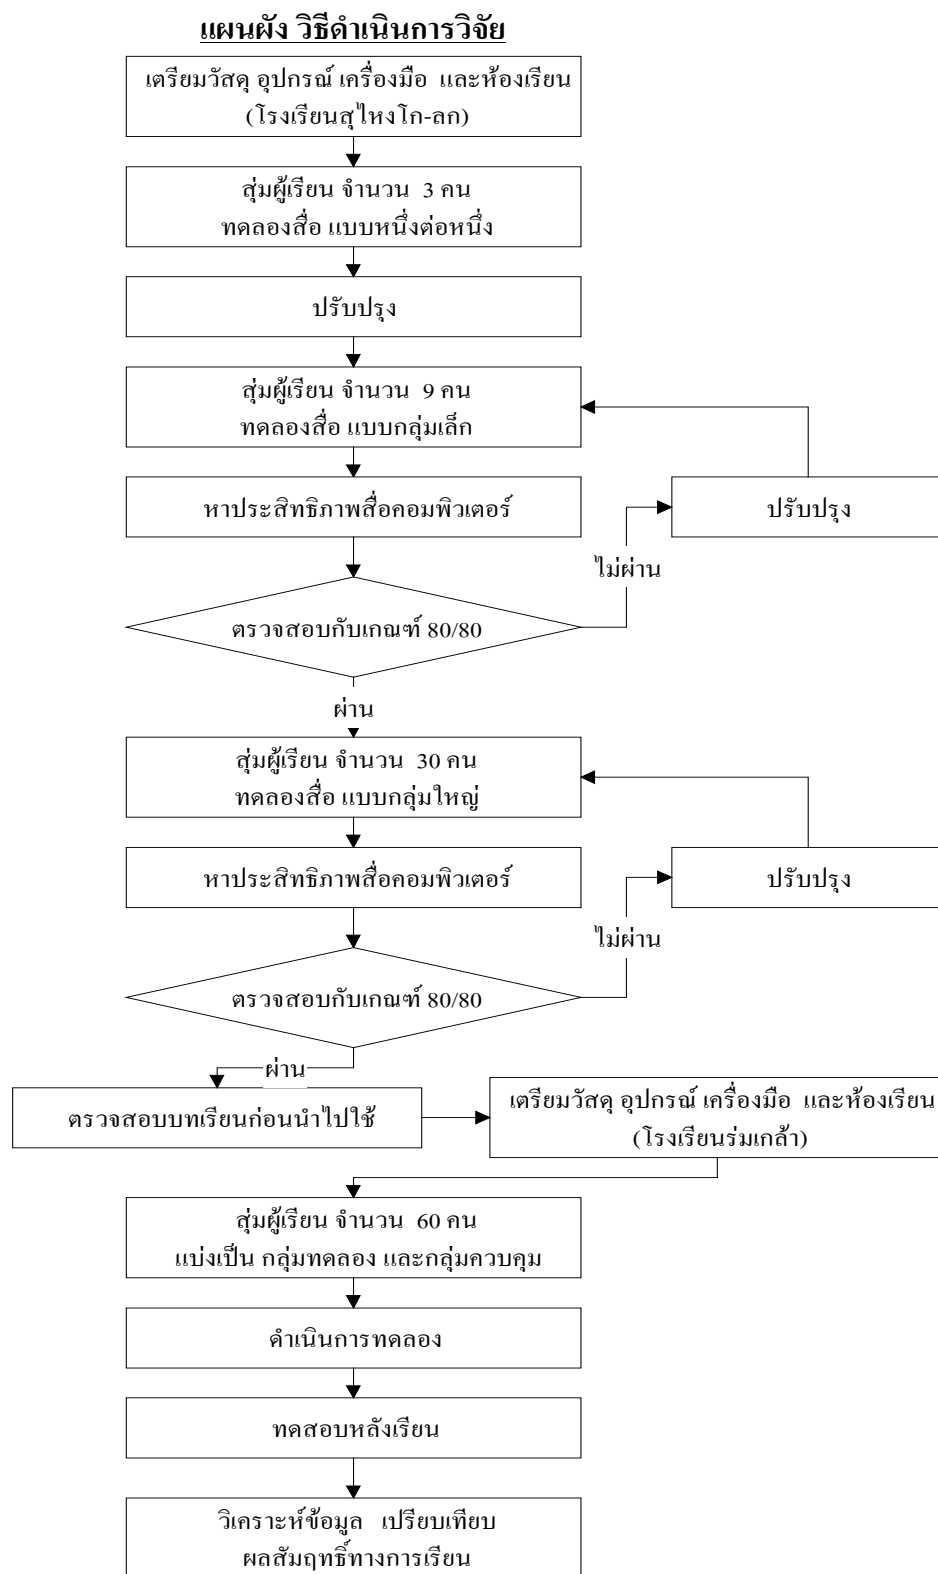 แผนผัง วิธีดำเนินการวิจัย
เตรียมวัสดุ อุปกรณ์ เครื่องมือ และห้องเรียน
(โรงเรียนสุไหงโก-ลก)
สุ่มผู้เรียน จำนวน 3 คน
ทดลองสื่อ แบบหนึ่งต่อหนึ่ง
ปรับปรุง
สุ่มผู้เรียน จำนวน 9 คน
ทดลองสื่อ แบบกลุ่มเล็ก
หาประสิทธิภาพสื่อคอมพิวเตอร์
ปรับปรุง
ไม่ผ่าน
ตรวจสอบกับเกณฑ์ 80/80
ผ่าน
สุ่มผู้เรียน จำนวน 30 คน
ทดลองสื่อ แบบกลุ่มใหญ่
หาประสิทธิภาพสื่อคอมพิวเตอร์
ปรับปรุง
ไม่ผ่าน
ตรวจสอบกับเกณฑ์ 80/80
ผ่าน
ตรวจสอบบทเรียนก่อนนำไปใช้
เตรียมวัสดุ อุปกรณ์ เครื่องมือ และห้องเรียน
(โรงเรียนร่มเกล้า)
สุ่มผู้เรียน จำนวน 60 คน
แบ่งเป็น กลุ่มทดลอง และกลุ่มควบคุม
ดำเนินการทดลอง
ทดสอบหลังเรียน
วิเคราะห์ข้อมูล เปรียบเทียบ
ผลสัมฤทธิ์ทางการเรียน